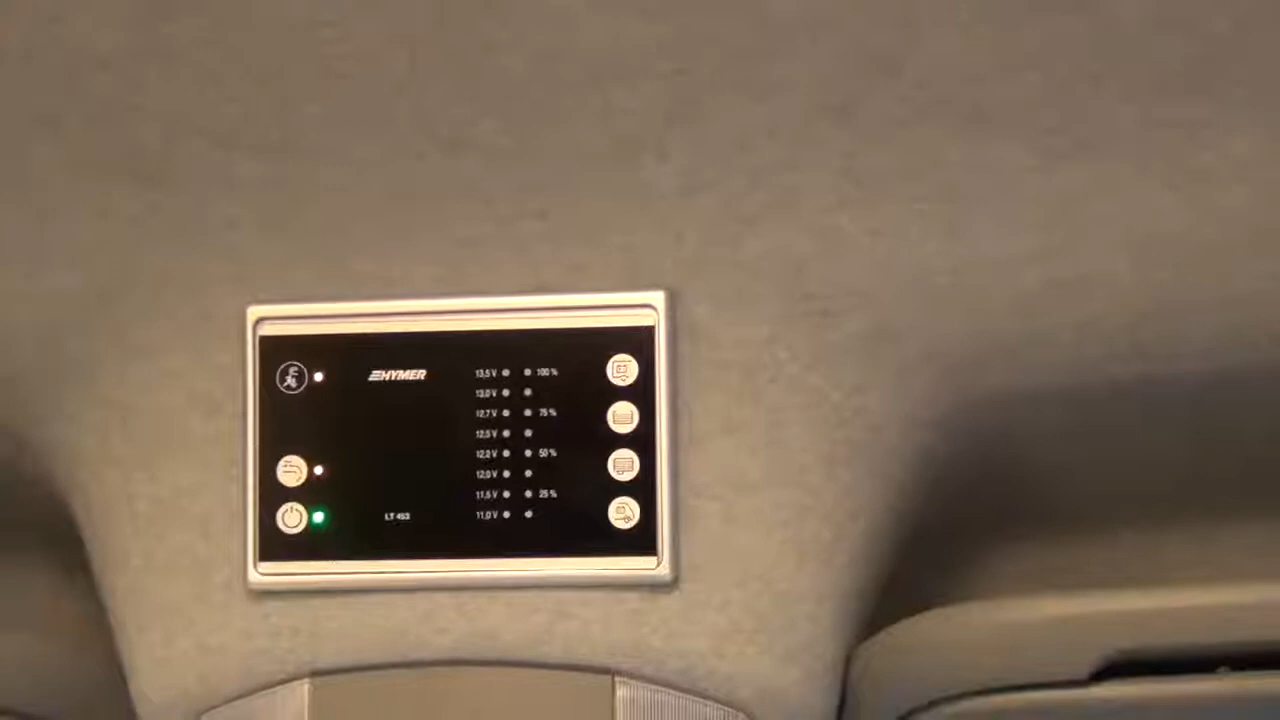 HYMER
13,5 V 100 %
13,0 V
12,7 V 75 %
12,5 V
12,2 V 50 %
12,0 V
11,5 V 25 %
11,0 V
LT 453